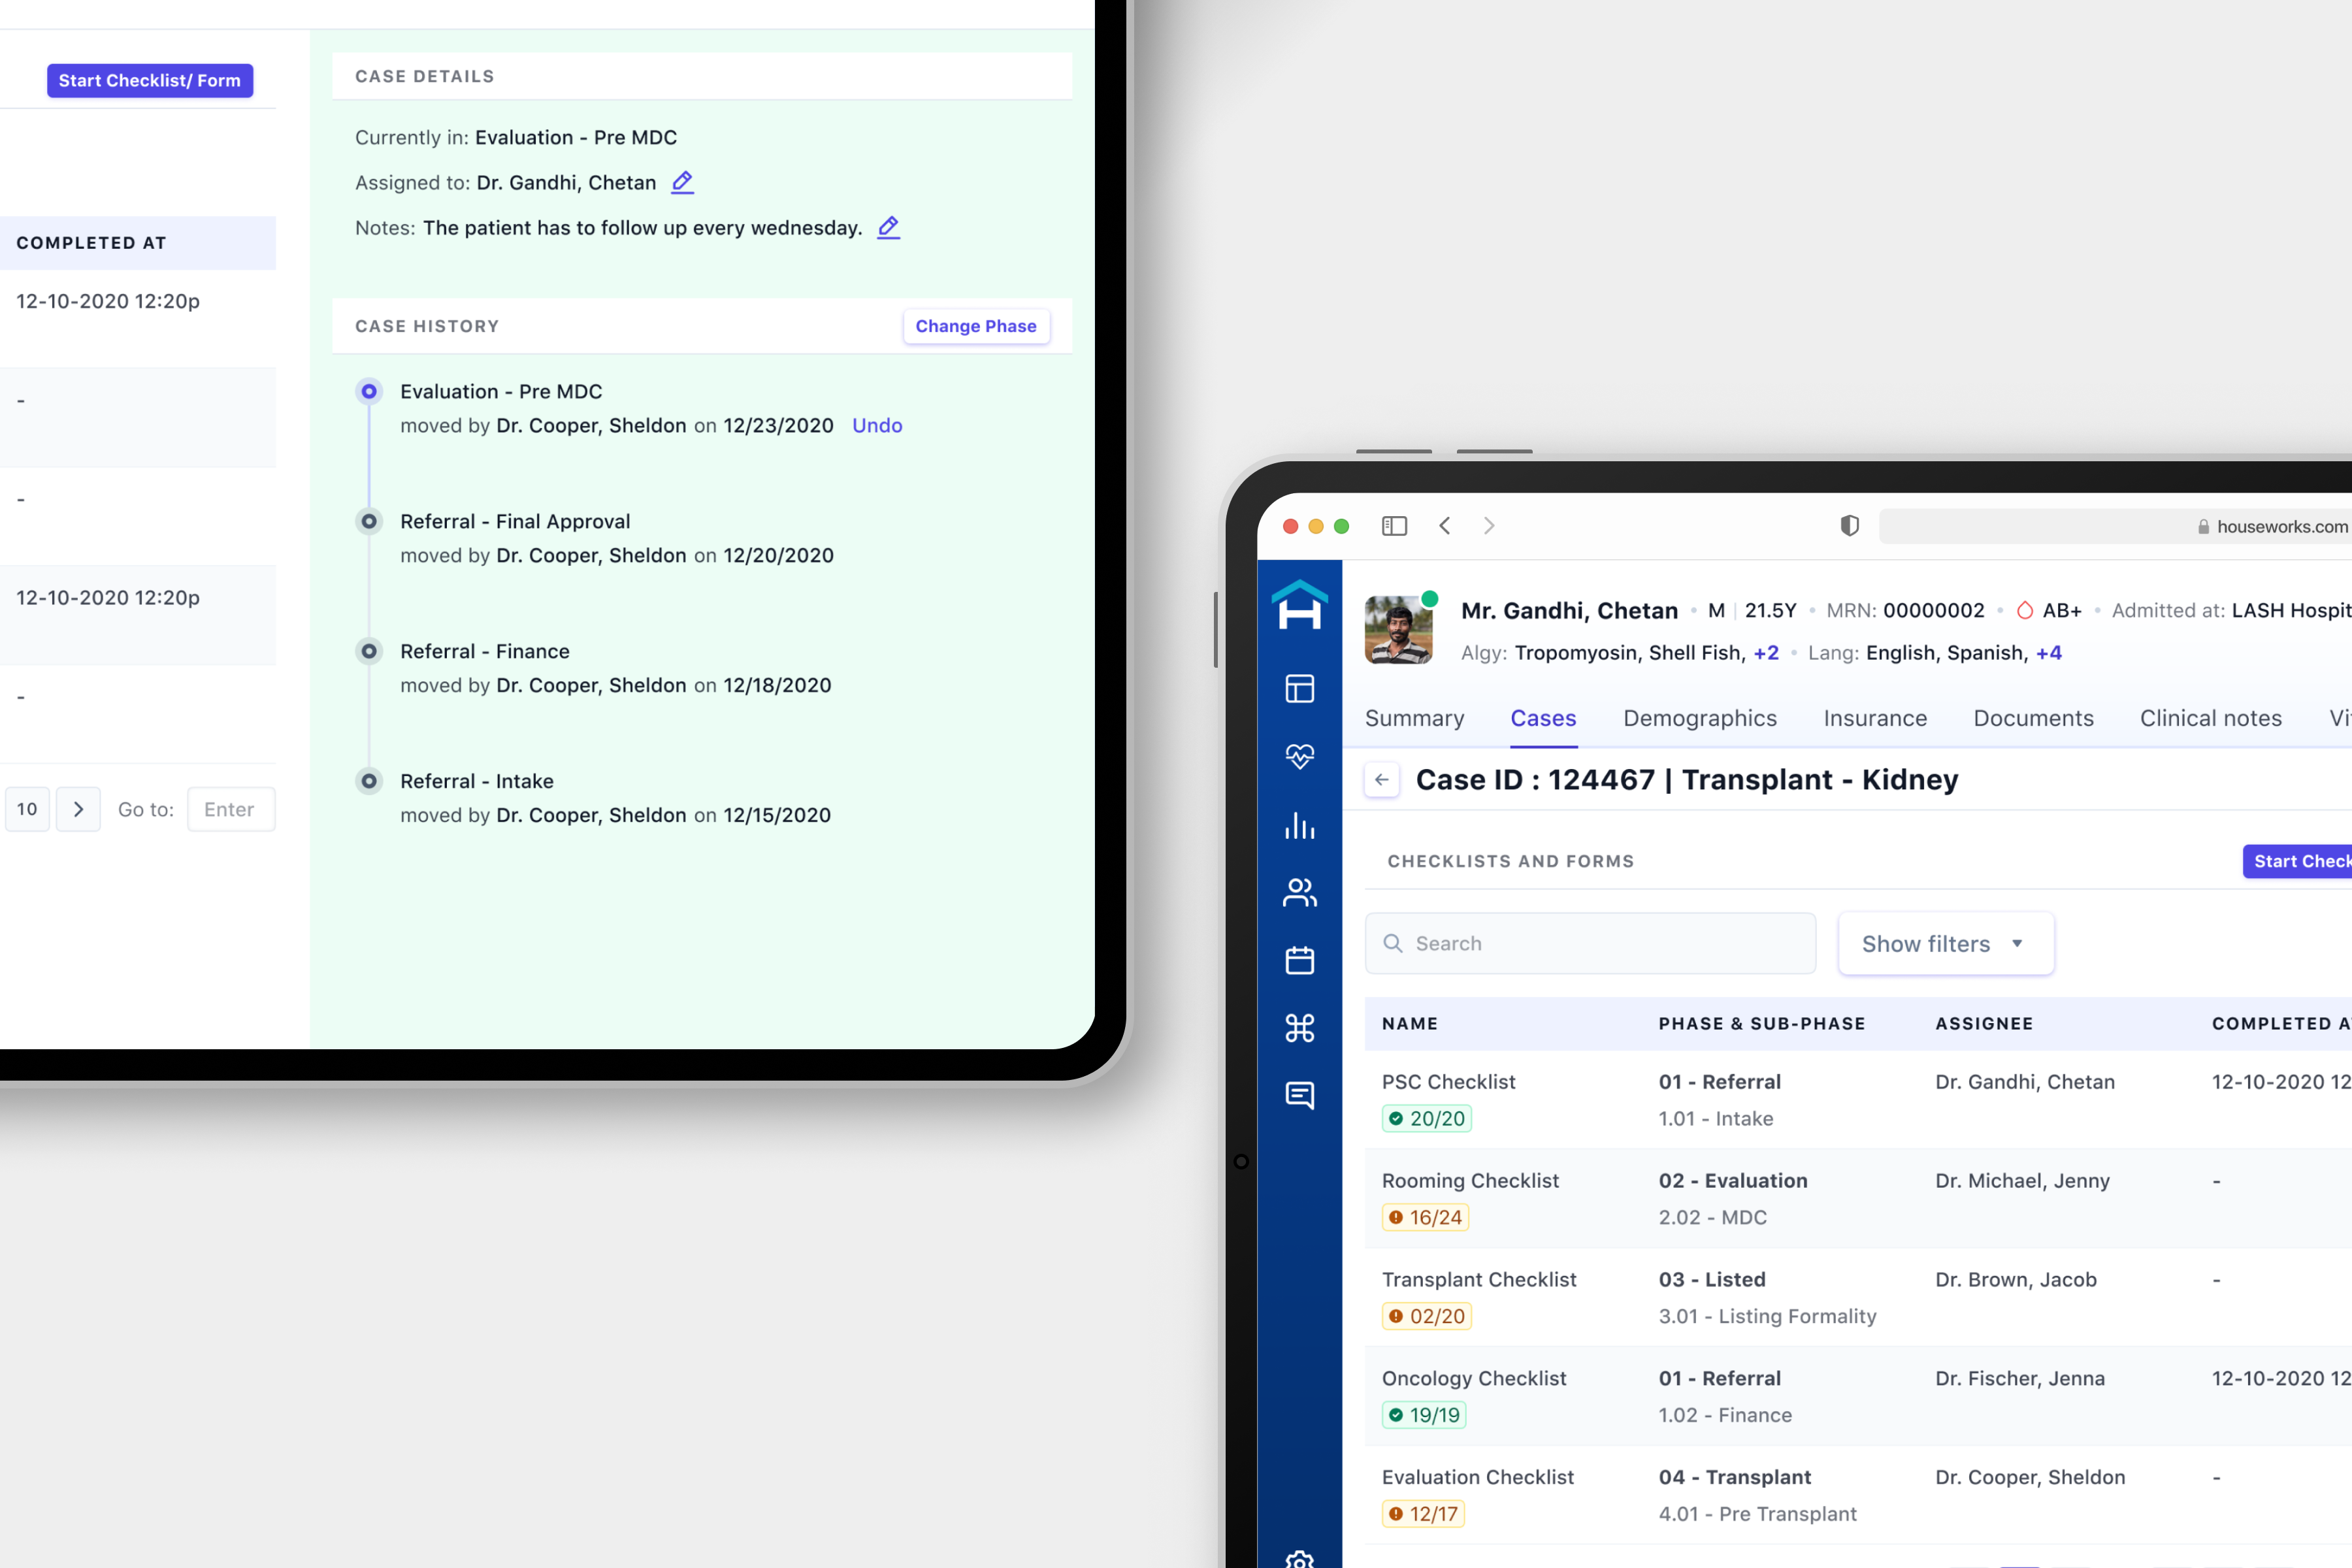 Start Checklist/ Form
COMPLETED AT
12-10-2020 12:20p
-
-
12-10-2020 12:20p
-
10
Go to: Enter
CASE DETAILS
Currently in: Evaluation - Pre MDC
Assigned to: Dr. Gandhi, Chetan
Notes: The patient has to follow up every wednesday.
CASE HISTORY
Change Phase
Evaluation - Pre MDC
moved by Dr. Cooper, Sheldon on 12/23/2020 Undo
Referral - Final Approval
moved by Dr. Cooper, Sheldon on 12/20/2020
Referral - Finance
moved by Dr. Cooper, Sheldon on 12/18/2020
Referral - Intake
moved by Dr. Cooper, Sheldon on 12/15/2020
houseworks.com
H
Mr. Gandhi, Chetan • M | 21.5Y • MRN: 00000002 • AB+ • Admitted at: LASH Hospit
Algy: Tropomyosin, Shell Fish, +2 • Lang: English, Spanish, +4
Summary Cases Demographics Insurance Documents Clinical notes Vi
Case ID : 124467 | Transplant - Kidney
CHECKLISTS AND FORMS
Start Check
Search
Show filters
NAME PHASE & SUB-PHASE ASSIGNEE COMPLETED A
PSC Checklist 01 - Referral Dr. Gandhi, Chetan 12-10-2020 12
20/20 1.01 - Intake
Rooming Checklist 02 - Evaluation Dr. Michael, Jenny -
16/24 2.02 - MDC
Transplant Checklist 03 - Listed Dr. Brown, Jacob -
02/20 3.01 - Listing Formality
Oncology Checklist 01 - Referral Dr. Fischer, Jenna 12-10-2020 12
19/19 1.02 - Finance
Evaluation Checklist 04 - Transplant Dr. Cooper, Sheldon -
12/17 4.01 - Pre Transplant